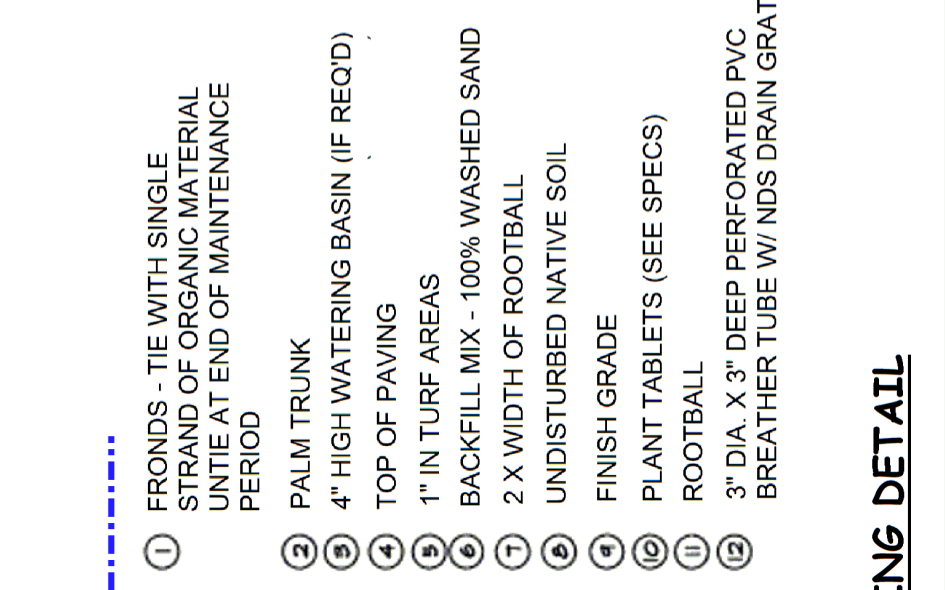 ① FRONDS - TIE WITH SINGLE
STRAND OF ORGANIC MATERIAL
UNTIE AT END OF MAINTENANCE
PERIOD
② PALM TRUNK
③ 4" HIGH WATERING BASIN (IF REQ'D)
④ TOP OF PAVING
⑤ 1" IN TURF AREAS
⑥ BACKFILL MIX - 100% WASHED SAND
⑦ 2 X WIDTH OF ROOTBALL
⑧ UNDISTURBED NATIVE SOIL
⑨ FINISH GRADE
⑩ PLANT TABLETS (SEE SPECS)
⑪ ROOTBALL
⑫ 3" DIA. X 3" DEEP PERFORATED PVC
BREATHER TUBE W/ NDS DRAIN GRAT
NG DETAIL